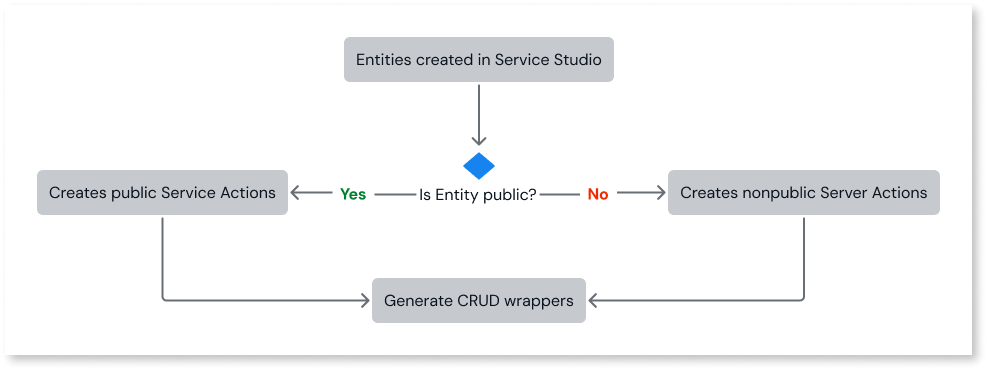 Entities created in Service Studio
Creates public Service Actions
Yes
Is Entity public?
No
Creates nonpublic Server Actions
Generate CRUD wrappers